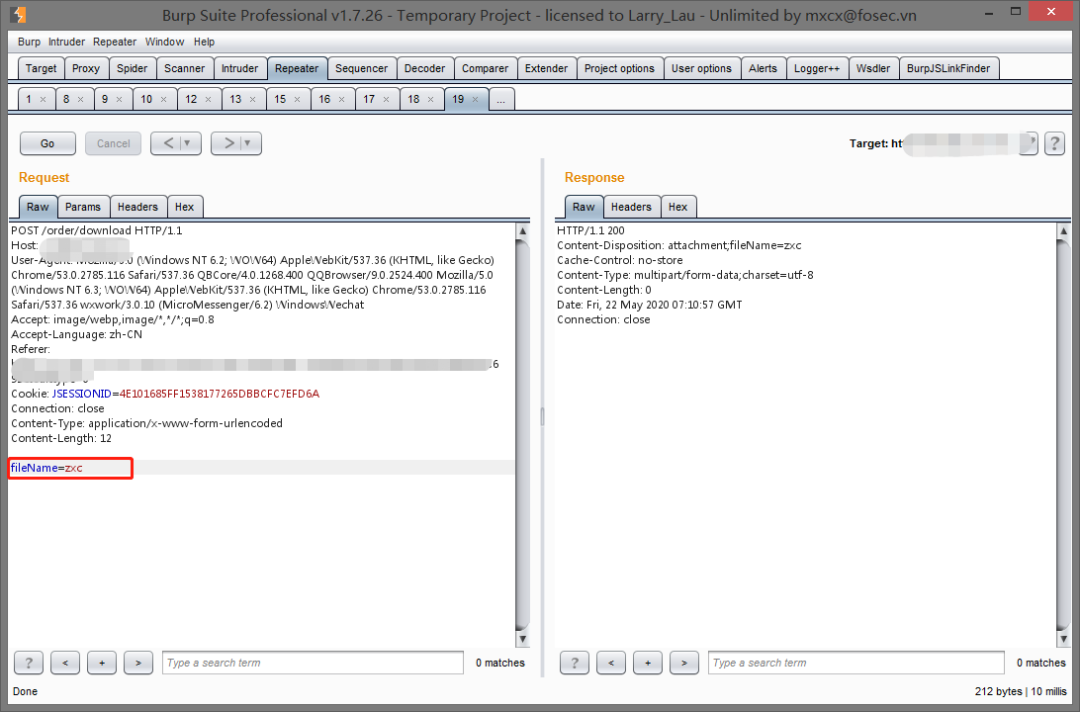 Burp Suite Professional v1.7.26 - Temporary Project - licensed to Larry_Lau - Unlimited by mxcx@fosec.vn
Burp Intruder Repeater Window Help
Target Proxy Spider Scanner Intruder Repeater Sequencer Decoder Comparer Extender Project options User options Alerts Logger++ Wsdler BurpJSLinkFinder
1 × 8 × 9 × 10 × 12 × 13 × 15 × 16 × 17 × 18 × 19 × ...
Go Cancel < | ▼ > | ▼ Target: ht ?
Request
Raw Params Headers Hex
POST /order/download HTTP/1.1
Host:
User-Agent: Mozilla/5.0 (Windows NT 6.2; WOW64) AppleWebKit/537.36 (KHTML, like Gecko)
Chrome/53.0.2785.116 Safari/537.36 QBCore/4.0.1268.400 QQBrowser/9.0.2524.400 Mozilla/5.0
(Windows NT 6.3; WOW64) AppleWebKit/537.36 (KHTML, like Gecko) Chrome/53.0.2785.116
Safari/537.36 wxwork/3.0.10 (MicroMessenger/6.2) WindowsWechat
Accept: image/webp,image/*,*/*;q=0.8
Accept-Language: zh-CN
Referer:
6
Cookie: JSESSIONID=4E101685FF1538177265DBBCFC7EFD6A
Connection: close
Content-Type: application/x-www-form-urlencoded
Content-Length: 12
fileName=zxc
? < + > Type a search term 0 matches
Response
Raw Headers Hex
HTTP/1.1 200
Content-Disposition: attachment;fileName=zxc
Cache-Control: no-store
Content-Type: multipart/form-data;charset=utf-8
Content-Length: 0
Date: Fri, 22 May 2020 07:10:57 GMT
Connection: close
? < + > Type a search term 0 matches
Done 212 bytes | 10 millis